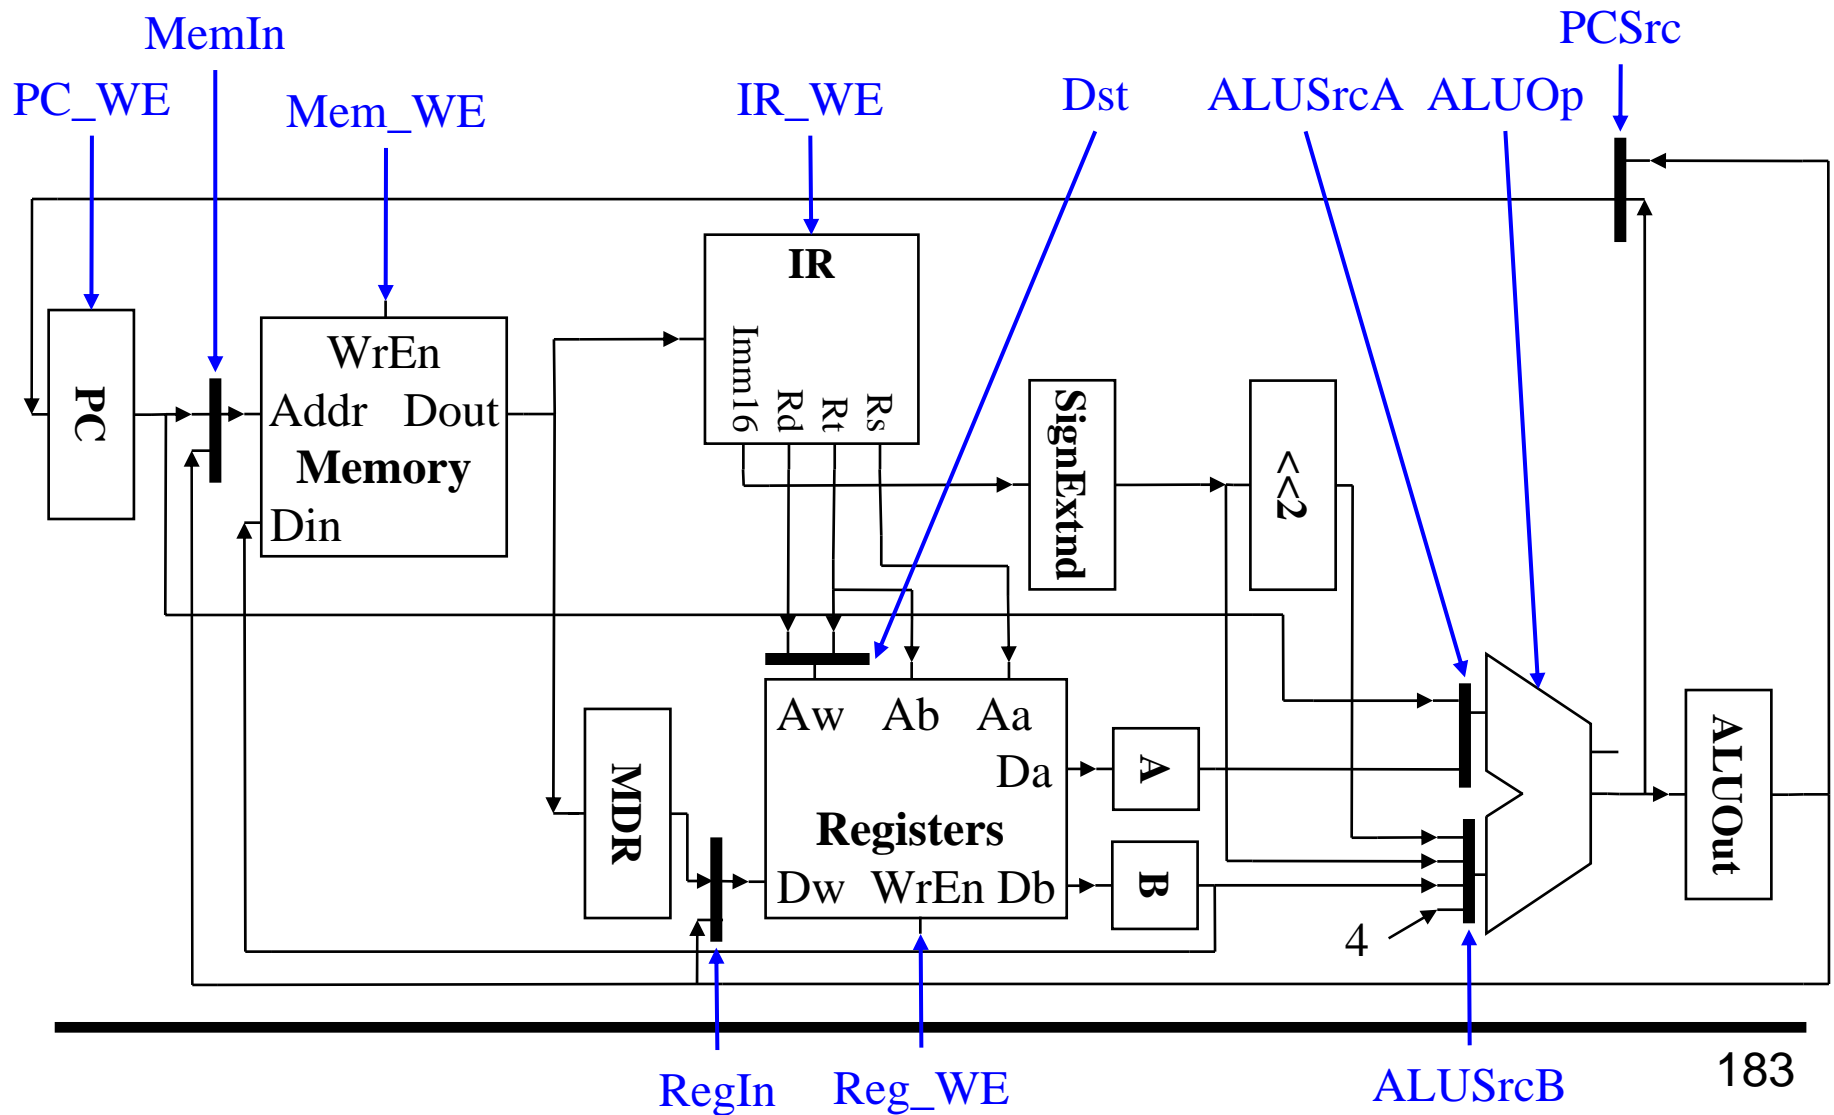 MemIn
PCSrc
PC_WE
Mem_WE
IR_WE
Dst
ALUSrcA
ALUOp
IR
Imm16
Rd
Rt
Rs
PC
WrEn
Addr
Dout
Memory
Din
SignExtnd
<<2
Aw
Ab
Aa
Da
Registers
Dw
WrEn
Db
MDR
A
B
4
ALUOut
RegIn
Reg_WE
ALUSrcB
183